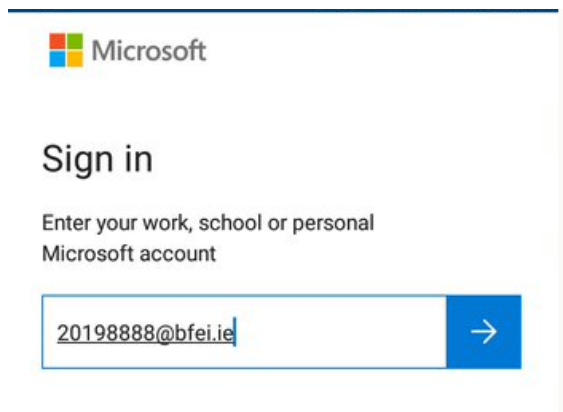 Microsoft
Sign in
Enter your work, school or personal
Microsoft account
20198888@bfei.ie